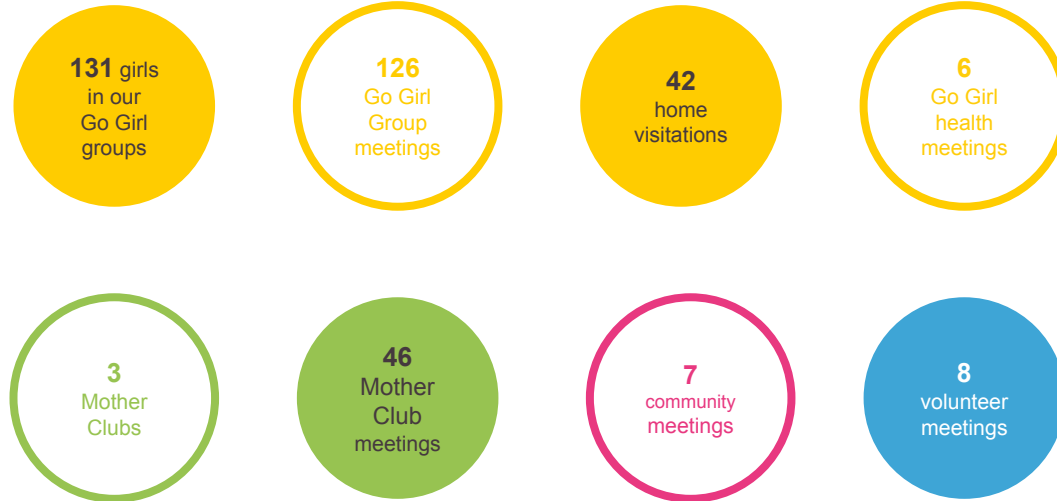 131 girls
in our
Go Girl
groups
126
Go Girl
Group
meetings
42
home
visitations
6
Go Girl
health
meetings
3
Mother
Clubs
46
Mother
Club
meetings
7
community
meetings
8
volunteer
meetings